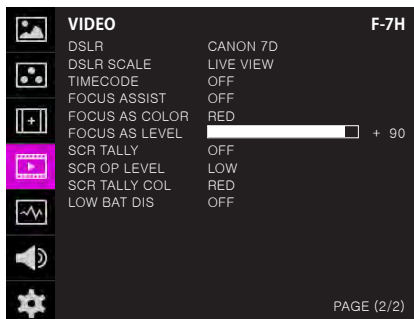 VIDEO F-7H
DSLR CANON 7D
DSLR SCALE LIVE VIEW
TIMECODE OFF
FOCUS ASSIST OFF
FOCUS AS COLOR RED
FOCUS AS LEVEL + 90
SCR TALLY OFF
SCR OP LEVEL LOW
SCR TALLY COL RED
LOW BAT DIS OFF
PAGE (2/2)